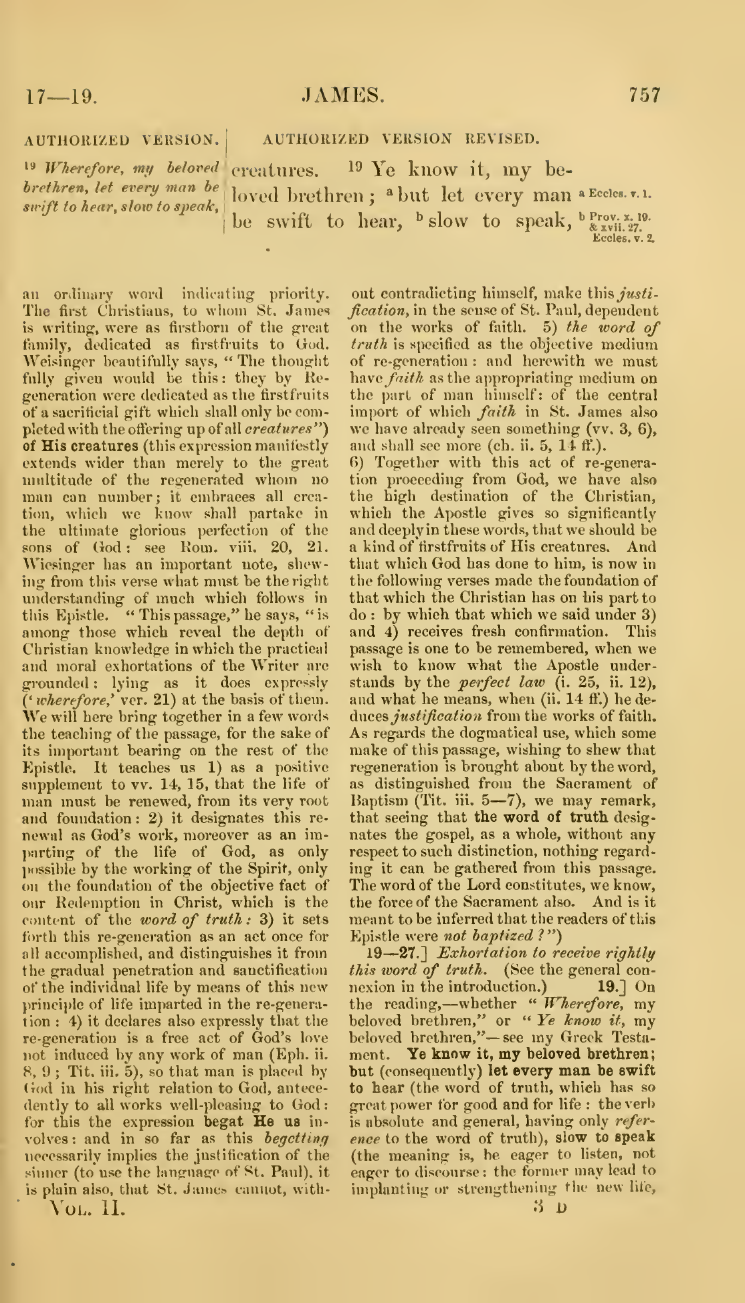 17—19.
JAMES.
757
AUTHORIZED VERSION.
19 Wherefore, my beloved
brethren, let every man be
swift to hear, slow to speak,
AUTHORIZED VERSION REVISED.
creatures. 19 Ye know it, my be-
loved brethren ; a but let every man
be swift to hear, b slow to speak,
a Eccles. v. 1.
b Prov. x. 19.
& xvii. 27.
Eccles. v. 2.
an ordinary word indicating priority.
The first Christians, to whom St. James
is writing, were as firstborn of the great
family, dedicated as firstfruits to God.
Weisinger beautifully says, “ The thought
fully given would be this : they by Re-
generation were dedicated as the firstfruits
of a sacrificial gift which shall only be com-
pleted with the offering up of all creatures”)
of His creatures (this expression manifestly
extends wider than merely to the great
multitude of the regenerated whom no
man can number; it embraces all crea-
tion, which we know shall partake in
the ultimate glorious perfection of the
sons of God : see Rom. viii. 20, 21.
Wiesinger has an important note, shew-
ing from this verse what must be the right
understanding of much which follows in
this Epistle. “ This passage,” he says, “ is
among those which reveal the depth of
Christian knowledge in which the practical
and moral exhortations of the Writer are
grounded : lying as it does expressly
(‘ wherefore,’ ver. 21) at the basis of them.
We will here bring together in a few words
the teaching of the passage, for the sake of
its important bearing on the rest of the
Epistle. It teaches us 1) as a positive
supplement to vv. 14, 15, that the life of
man must be renewed, from its very root
and foundation : 2) it designates this re-
newal as God’s work, moreover as an im-
parting of the life of God, as only
possible by the working of the Spirit, only
on the foundation of the objective fact of
our Redemption in Christ, which is the
content of the word of truth : 3) it sets
forth this re-generation as an act once for
all accomplished, and distinguishes it from
the gradual penetration and sanctification
of the individual life by means of this new
principle of life imparted in the re-genera-
tion : 4) it declares also expressly that the
re-generation is a free act of God’s love
not induced by any work of man (Eph. ii.
8, 9 ; Tit. iii. 5), so that man is placed by
God in his right relation to God, antece-
dently to all works well-pleasing to God :
for this the expression begat He us in-
volves : and in so far as this begetting
necessarily implies the justification of the
sinner (to use the language of St. Paul), it
is plain also, that St. James cannot, with-
out contradicting himself, make this justi-
fication, in the sense of St. Paul, dependent
on the works of faith. 5) the word of
truth is specified as the objective medium
of re-generation : and herewith we must
have faith as the appropriating medium on
the part of man himself: of the central
import of which faith in St. James also
we have already seen something (vv. 3, 6),
and shall see more (ch. ii. 5, 14 ff.).
6) Together with this act of re-genera-
tion proceeding from God, we have also
the high destination of the Christian,
which the Apostle gives so significantly
and deeply in these words, that we should be
a kind of firstfruits of His creatures. And
that which God has done to him, is now in
the following verses made the foundation of
that which the Christian has on his part to
do : by which that which we said under 3)
and 4) receives fresh confirmation. This
passage is one to be remembered, when we
wish to know what the Apostle under-
stands by the perfect law (i. 25, ii. 12),
and what he means, when (ii. 14 ff.) he de-
duces justification from the works of faith.
As regards the dogmatical use, which some
make of this passage, wishing to shew that
regeneration is brought about by the word,
as distinguished from the Sacrament of
Baptism (Tit. iii. 5—7), we may remark,
that seeing that the word of truth desig-
nates the gospel, as a whole, without any
respect to such distinction, nothing regard-
ing it can be gathered from this passage.
The word of the Lord constitutes, we know,
the force of the Sacrament also. And is it
meant to be inferred that the readers of this
Epistle were not baptized ?”)
19—27.] Exhortation to receive rightly
this word of truth. (See the general con-
nexion in the introduction.) 19.] On
the reading,—whether “ Wherefore, my
beloved brethren,” or “ Ye know it, my
beloved brethren,”—see my Greek Testa-
ment. Ye know it, my beloved brethren;
but (consequently) let every man be swift
to hear (the word of truth, which has so
great power for good and for life : the verb
is absolute and general, having only refer-
ence to the word of truth), slow to speak
(the meaning is, be eager to listen, not
eager to discourse : the former may lead to
implanting or strengthening the new life,
VOL. II.
3 D